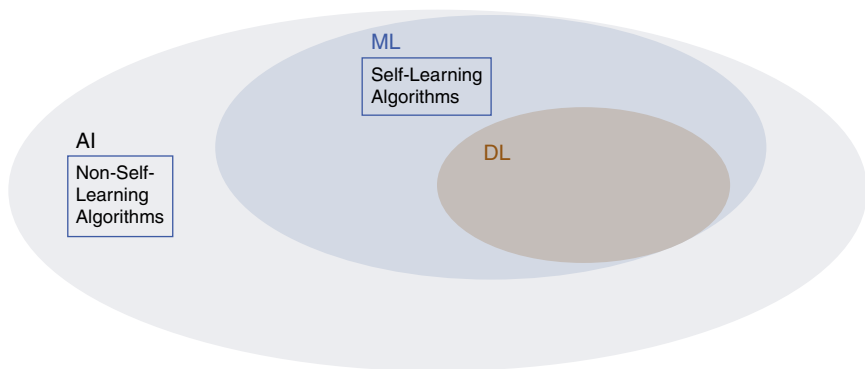 ML
Self-Learning
Algorithms
AI
Non-Self-
Learning
Algorithms
DL